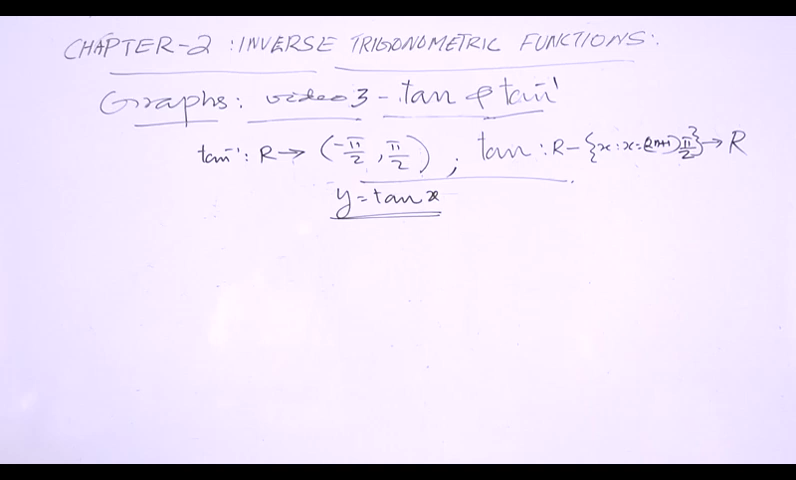 CHAPTER-2 : INVERSE TRIGONOMETRIC FUNCTIONS:
Graphs: video 3 - tan & tan⁻¹
tan⁻¹: R → (-π/2, π/2) ; tan : R - {x : x = (2n+1) π/2} → R
y = tan x